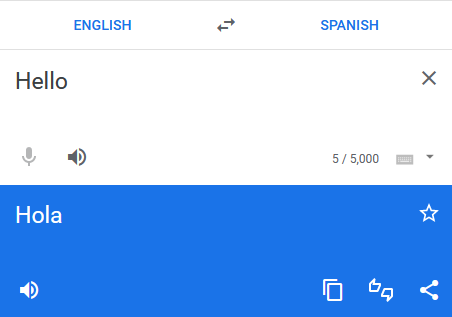 ENGLISH SPANISH
Hello
5 / 5,000
Hola